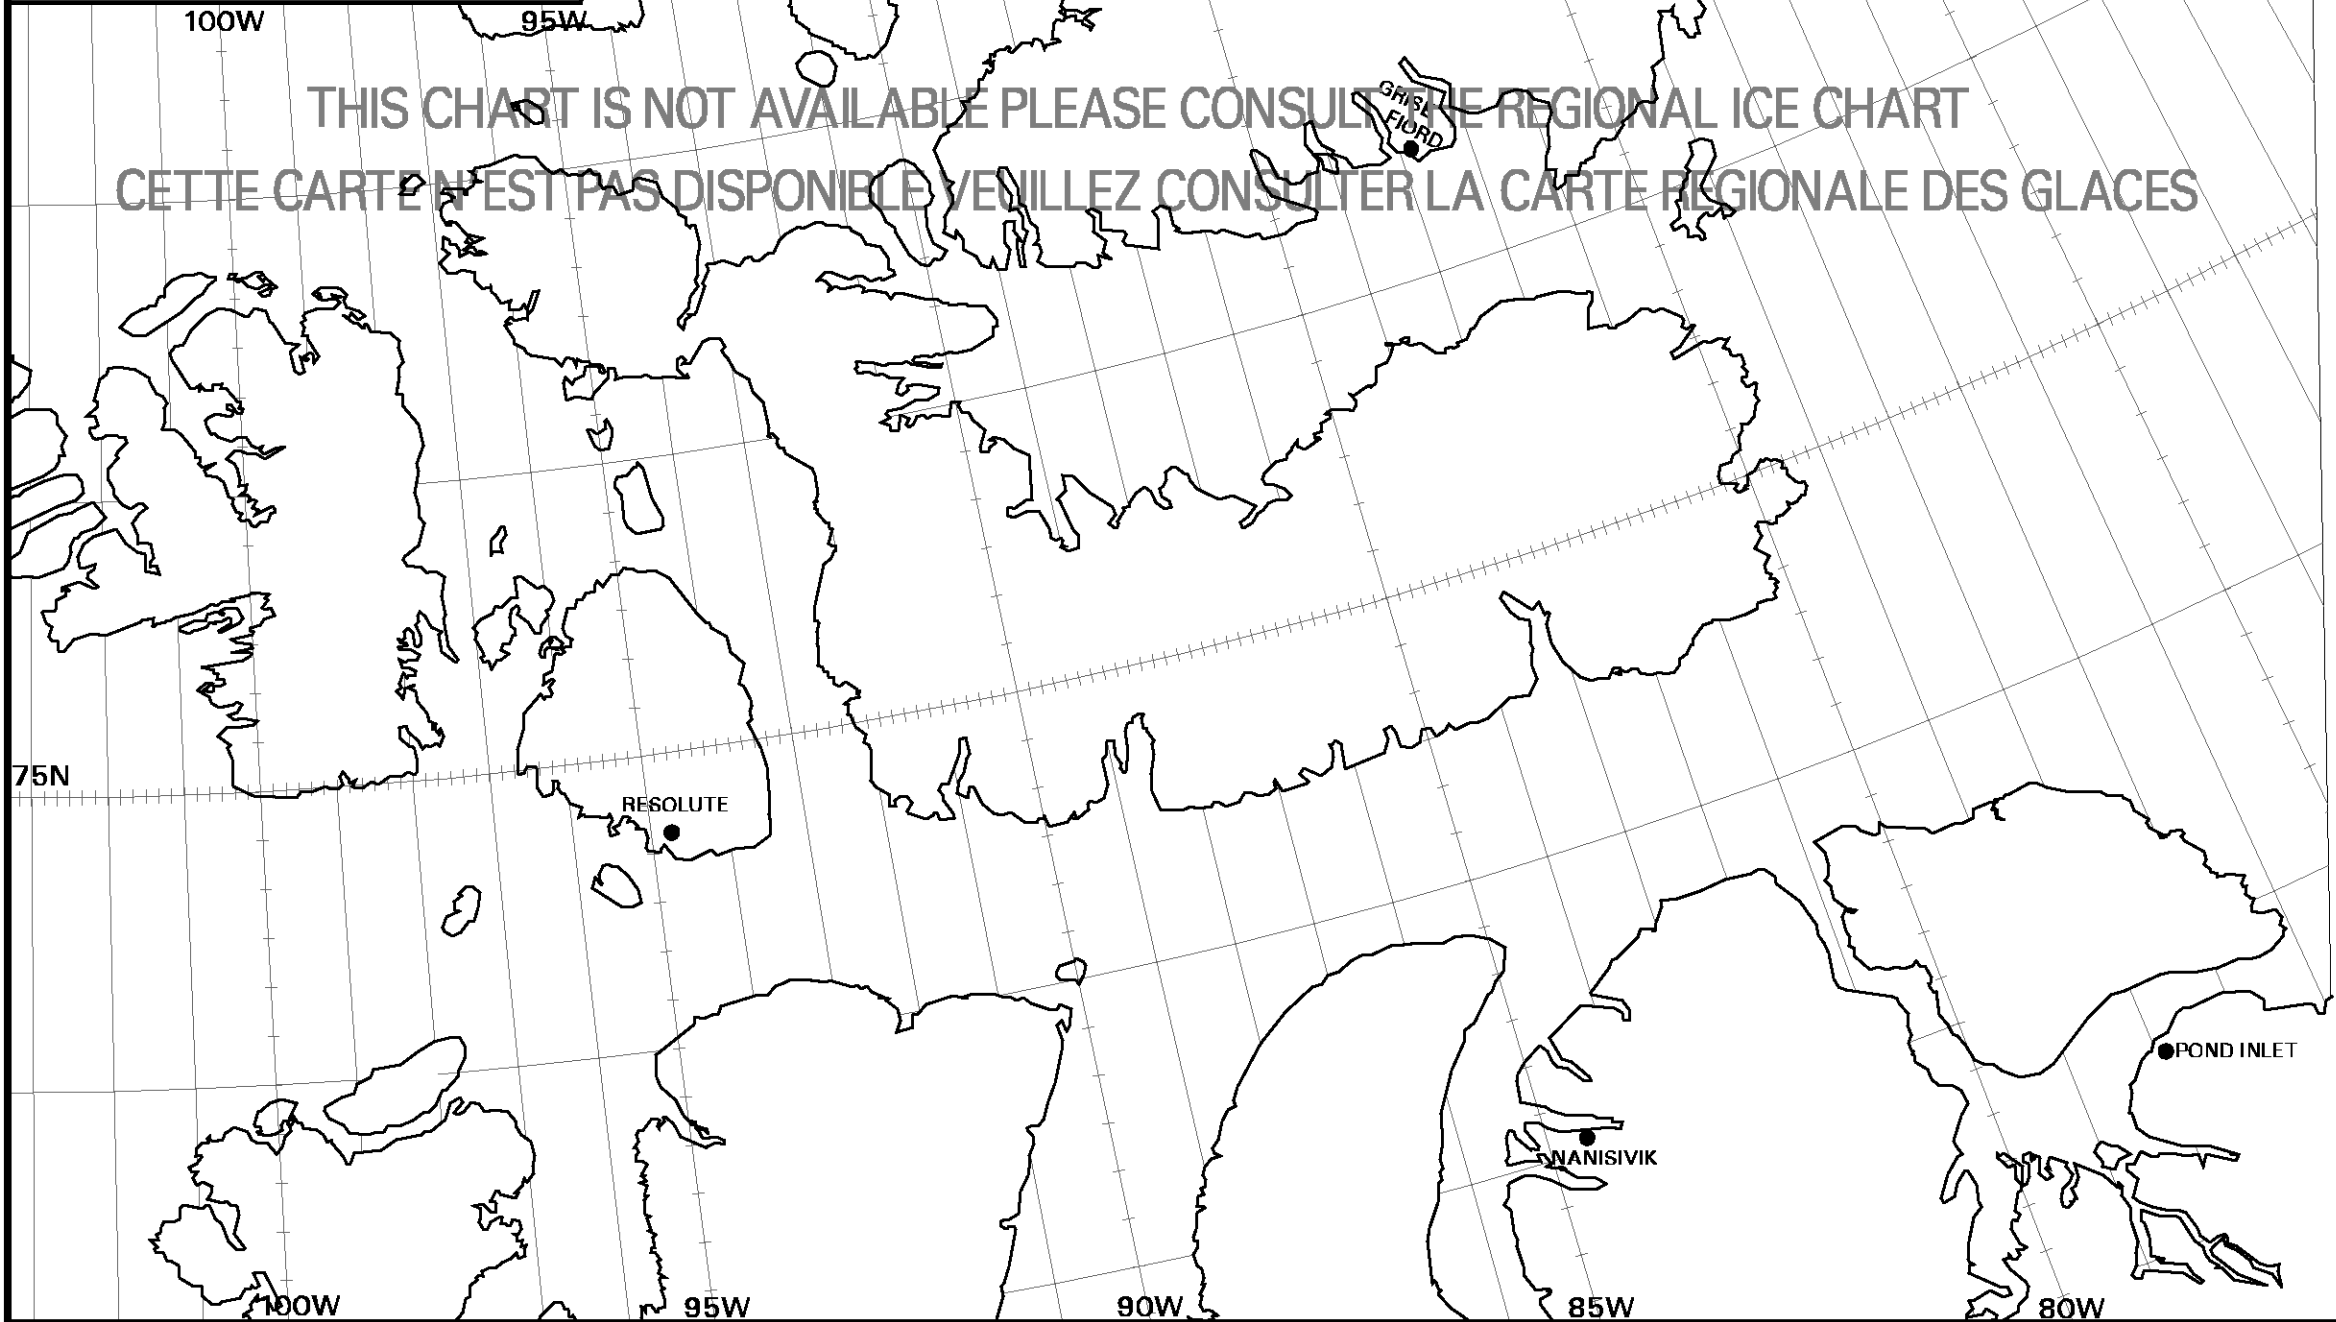 100W 95W
THIS CHART IS NOT AVAILABLE PLEASE CONSULT THE REGIONAL ICE CHART
GRISE
FIORD
CETTE CARTE N'EST PAS DISPONIBLE VEUILLEZ CONSULTER LA CARTE REGIONALE DES GLACES
75N
RESOLUTE
POND INLET
NANISIVIK
100W 95W 90W 85W 80W